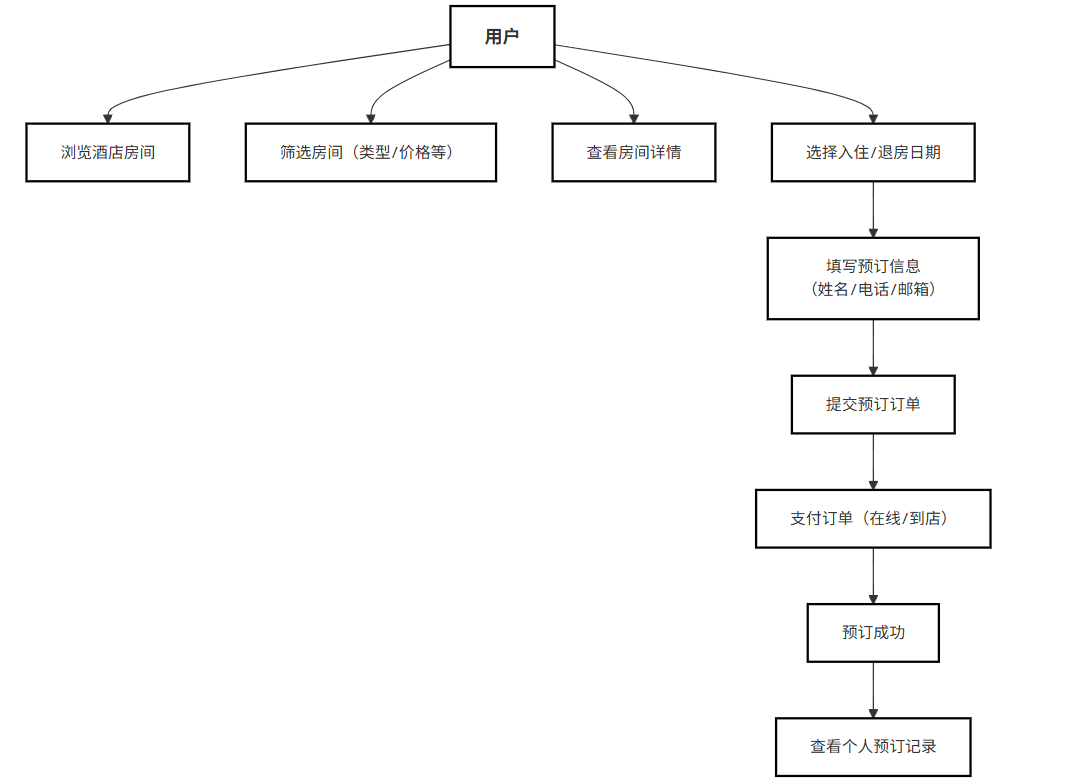 用户
浏览酒店房间
筛选房间（类型/价格等）
查看房间详情
选择入住/退房日期
填写预订信息
（姓名/电话/邮箱）
提交预订订单
支付订单（在线/到店）
预订成功
查看个人预订记录